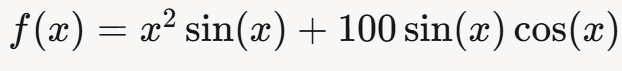 f(x) = x² sin(x) + 100 sin(x) cos(x)